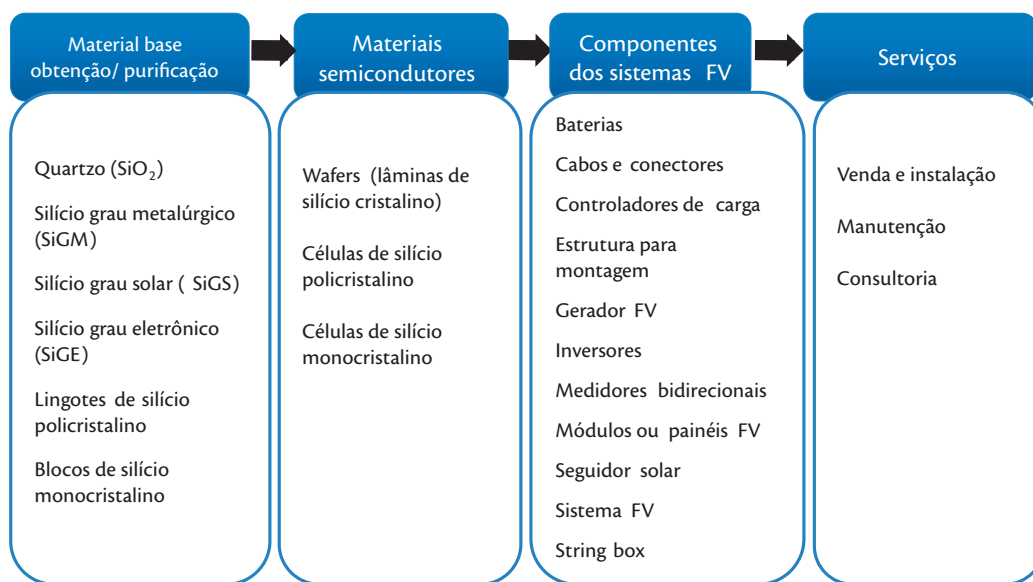 Material base
obtenção/ purificação
Materiais
semicondutores
Componentes
dos sistemas FV
Serviços
Quartzo (SiO₂)
Silício grau metalúrgico
(SiGM)
Silício grau solar ( SiGS)
Silício grau eletrônico
(SiGE)
Lingotes de silício
policristalino
Blocos de silício
monocristalino
Wafers (lâminas de
silício cristalino)
Células de silício
policristalino
Células de silício
monocristalino
Baterias
Cabos e conectores
Controladores de carga
Estrutura para
montagem
Gerador FV
Inversores
Medidores bidirecionais
Módulos ou painéis FV
Seguidor solar
Sistema FV
String box
Venda e instalação
Manutenção
Consultoria